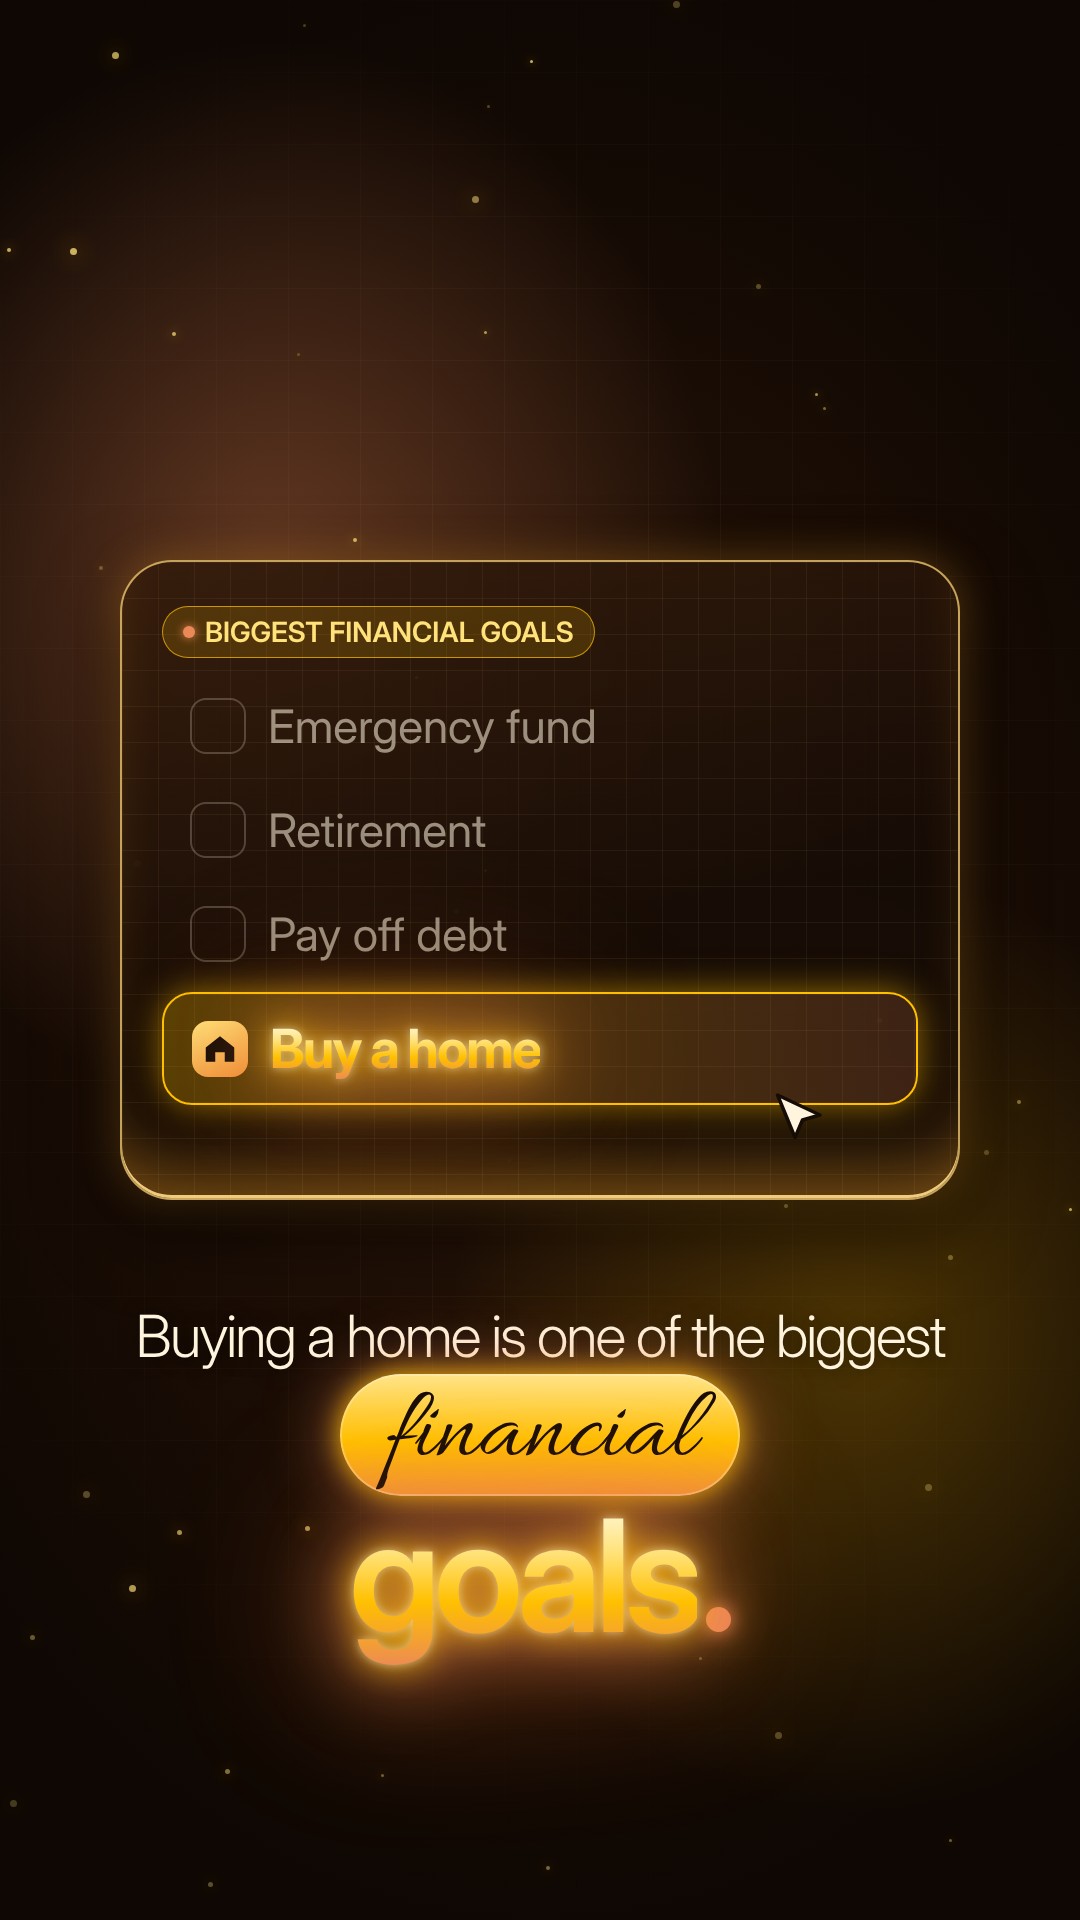 BIGGEST FINANCIAL GOALS
Emergency fund
Retirement
Pay off debt
Buy a home
Buying a home is one of the biggest
financial
goals.